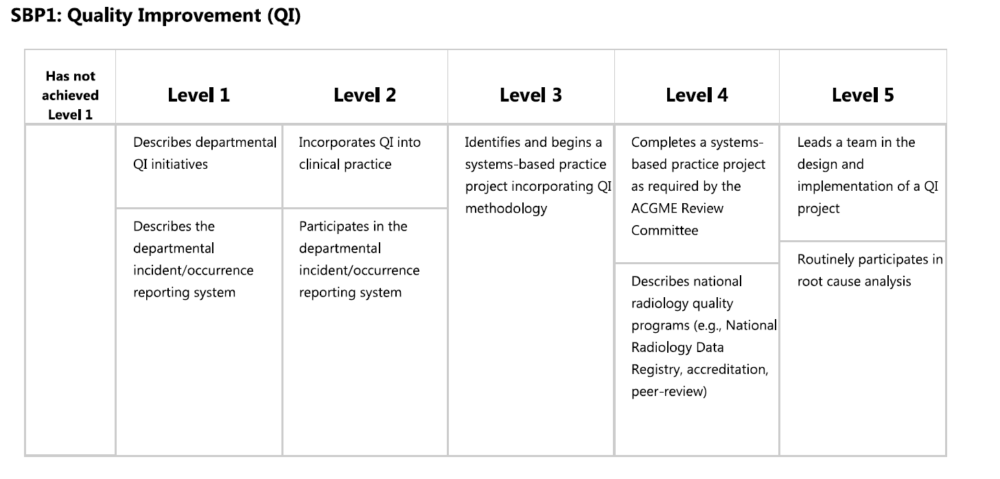 SBP1: Quality Improvement (QI)
Has not
achieved
Level 1
Level 1
Level 2
Level 3
Level 4
Level 5
Describes departmental
QI initiatives
Describes the
departmental
incident/occurrence
reporting system
Incorporates QI into
clinical practice
Participates in the
departmental
incident/occurrence
reporting system
Identifies and begins a
systems-based practice
project incorporating QI
methodology
Completes a systems-
based practice project
as required by the
ACGME Review
Committee
Describes national
radiology quality
programs (e.g., National
Radiology Data
Registry, accreditation,
peer-review)
Leads a team in the
design and
implementation of a QI
project
Routinely participates in
root cause analysis